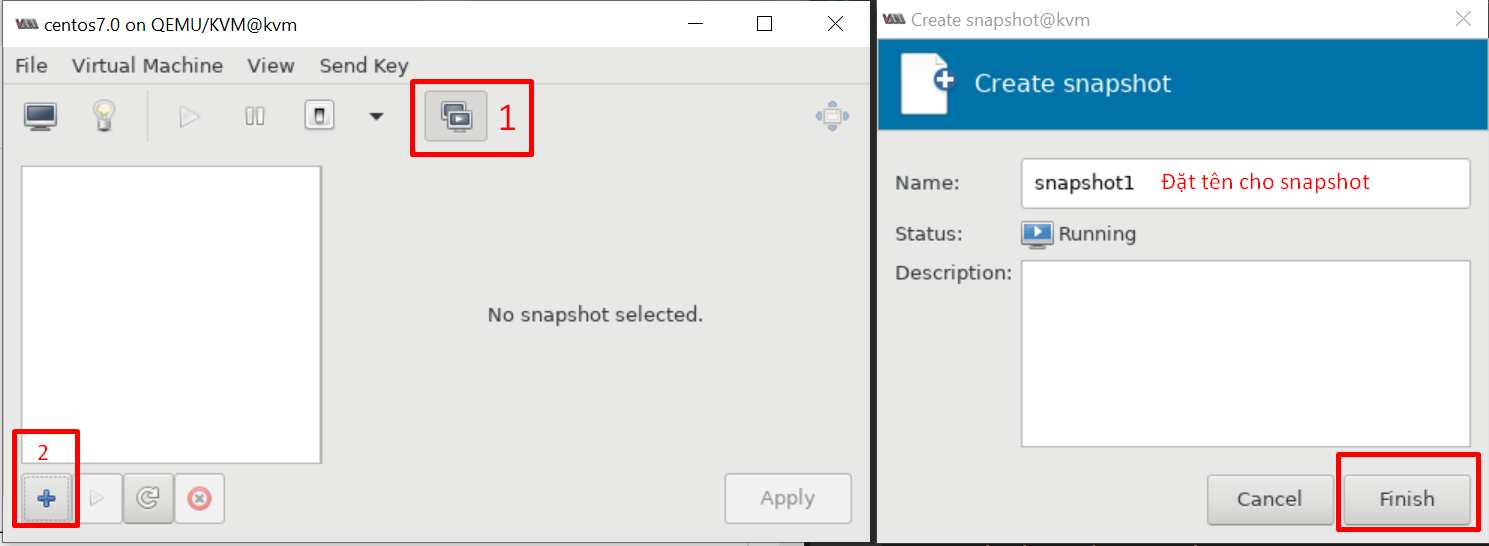 centos7.0 on QEMU/KVM@kvm
File Virtual Machine View Send Key
1
No snapshot selected.
2
Apply
Create snapshot@kvm
Create snapshot
Name: snapshot1 Đặt tên cho snapshot
Status: Running
Description:
Cancel Finish